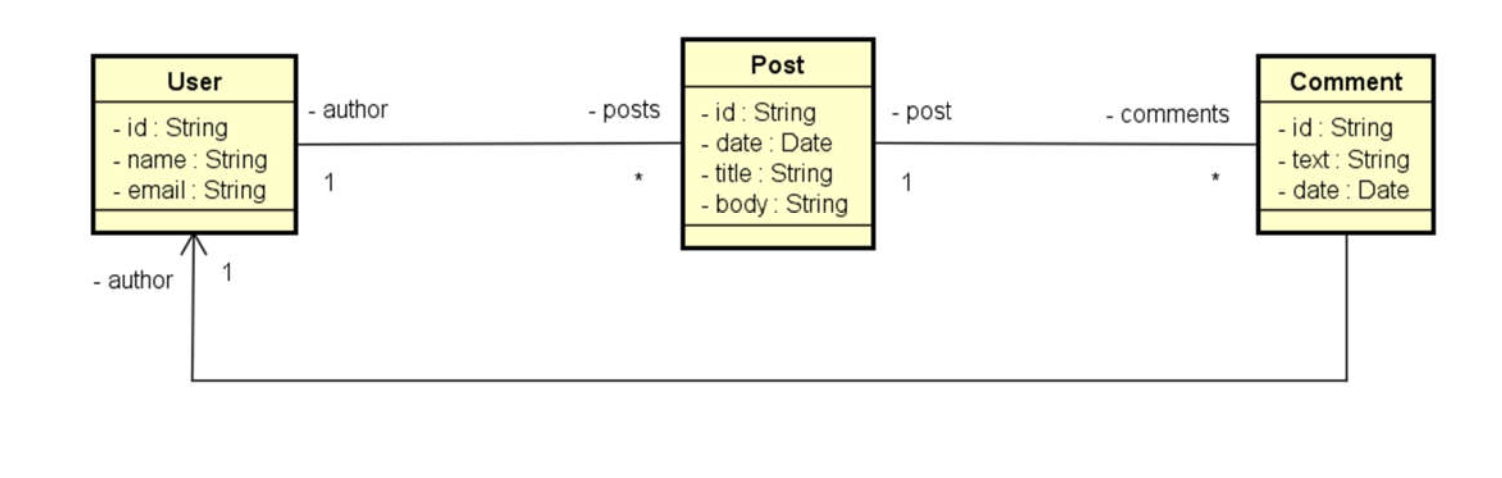 User
- id : String
- name : String
- email : String
- author
1
- posts
*
Post
- id : String
- date : Date
- title : String
- body : String
- post
1
- comments
*
Comment
- id : String
- text : String
- date : Date
- author
1